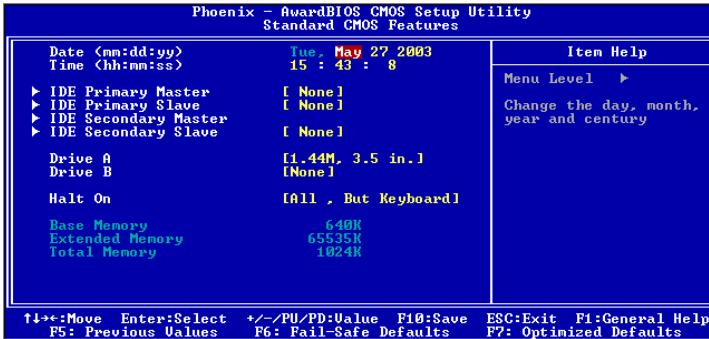 Phoenix - AwardBIOS CMOS Setup Utility
Standard CMOS Features
Date (mm:dd:yy) Tue, May 27 2003
Time (hh:mm:ss) 15 : 43 : 8
IDE Primary Master [ None]
IDE Primary Slave [ None]
IDE Secondary Master
IDE Secondary Slave [ None]
Drive A [1.44M, 3.5 in.]
Drive B [None]
Halt On [All , But Keyboard]
Base Memory 640K
Extended Memory 65535K
Total Memory 1024K
Item Help
Menu Level ▶
Change the day, month,
year and century
↑↓→←:Move Enter:Select +/-/PU/PD:Value F10:Save ESC:Exit F1:General Help
F5: Previous Values F6: Fail-Safe Defaults F7: Optimized Defaults